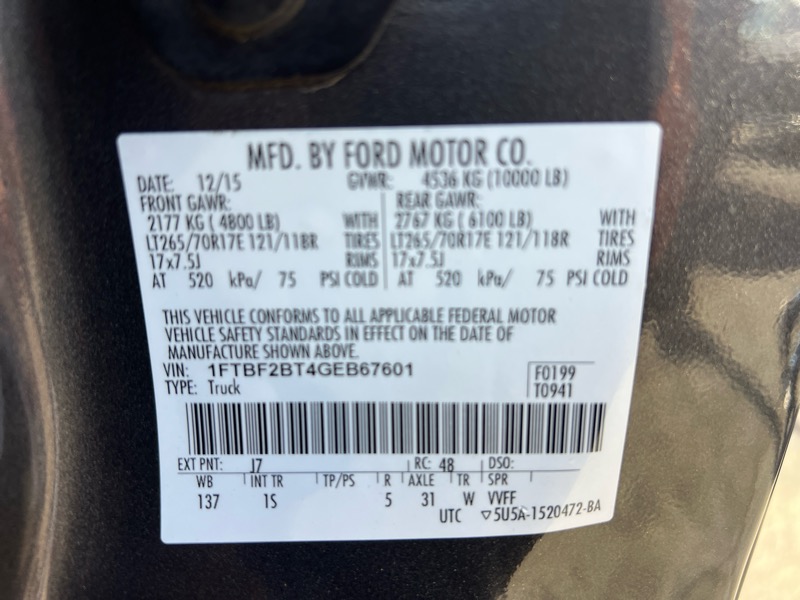 MFD. BY FORD MOTOR CO.
DATE: 12/15 GVWR: 4536 KG (10000 LB)
FRONT GAWR: REAR GAWR:
2177 KG ( 4800 LB) WITH 2767 KG ( 6100 LB) WITH
LT265/70R17E 121/118R TIRES LT265/70R17E 121/118R TIRES
17x7.5J RIMS 17x7.5J RIMS
AT 520 kPa/ 75 PSI COLD AT 520 kPa/ 75 PSI COLD
THIS VEHICLE CONFORMS TO ALL APPLICABLE FEDERAL MOTOR
VEHICLE SAFETY STANDARDS IN EFFECT ON THE DATE OF
MANUFACTURE SHOWN ABOVE.
VIN: 1FTBF2BT4GEB67601 F0199
TYPE: Truck T0941
EXT PNT: J7 RC: 48 DSO:
WB INT TR TP/PS R AXLE TR SPR
137 1S 5 31 W VVFF
UTC ▽5U5A-1520472-BA